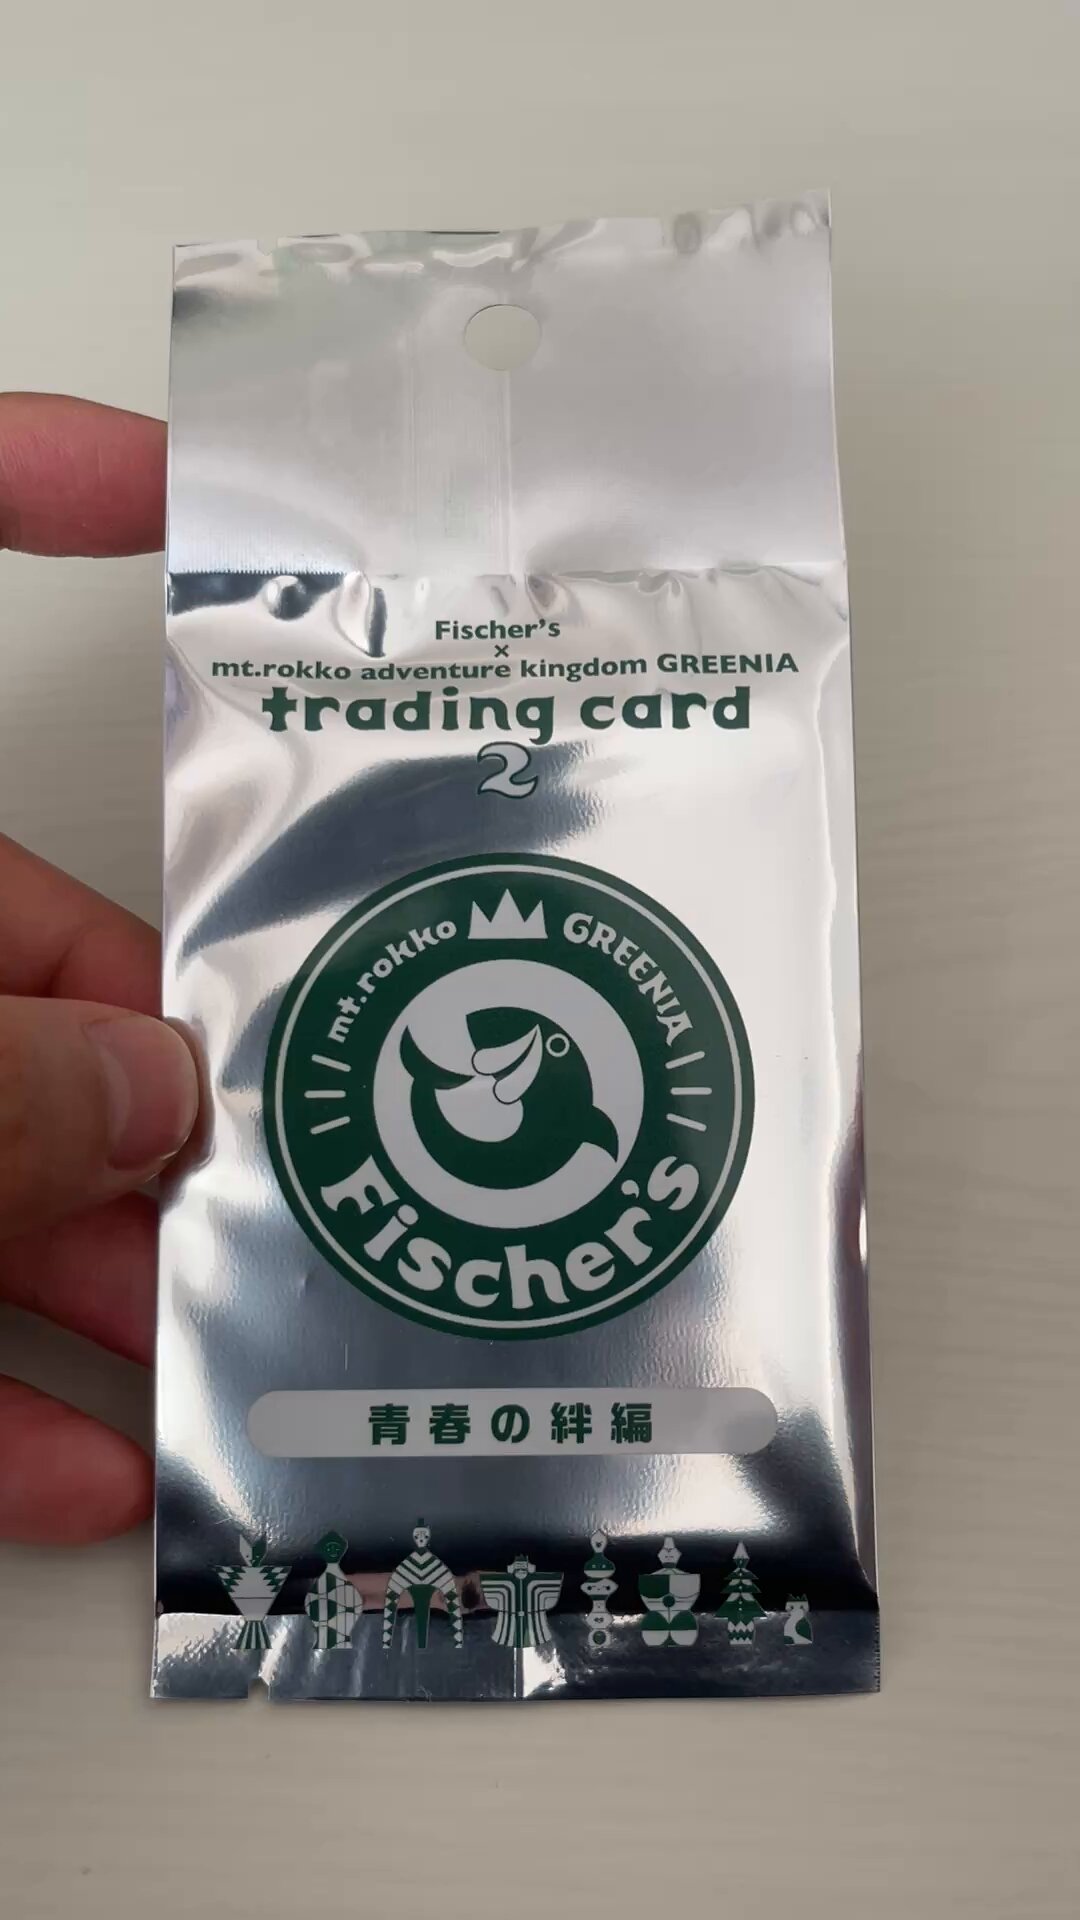 Fischer's
×
mt.rokko adventure kingdom GREENIA
trading card
2
mt.rokko GREENIA
Fischer's
青春の絆編